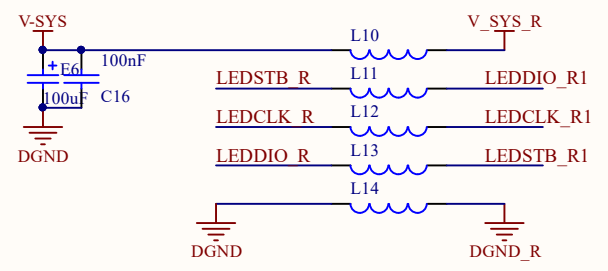 V-SYS
L10
V_SYS_R
E6
100nF
100uF
C16
DGND
LEDSTB_R
L11
LEDDIO_R1
LEDCLK_R
L12
LEDCLK_R1
LEDDIO_R
L13
LEDSTB_R1
L14
DGND
DGND_R